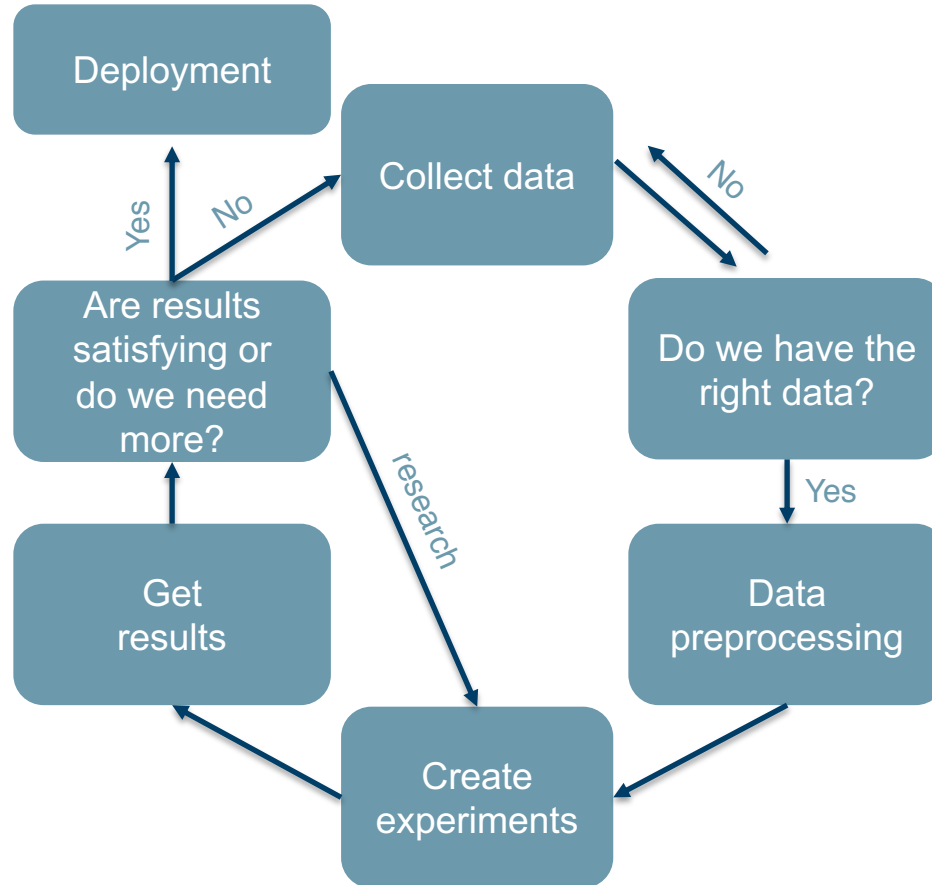 Deployment
Collect data
No
No
Yes
Are results
satisfying or
do we need
more?
Do we have the
right data?
research
Yes
Get
results
Data
preprocessing
Create
experiments